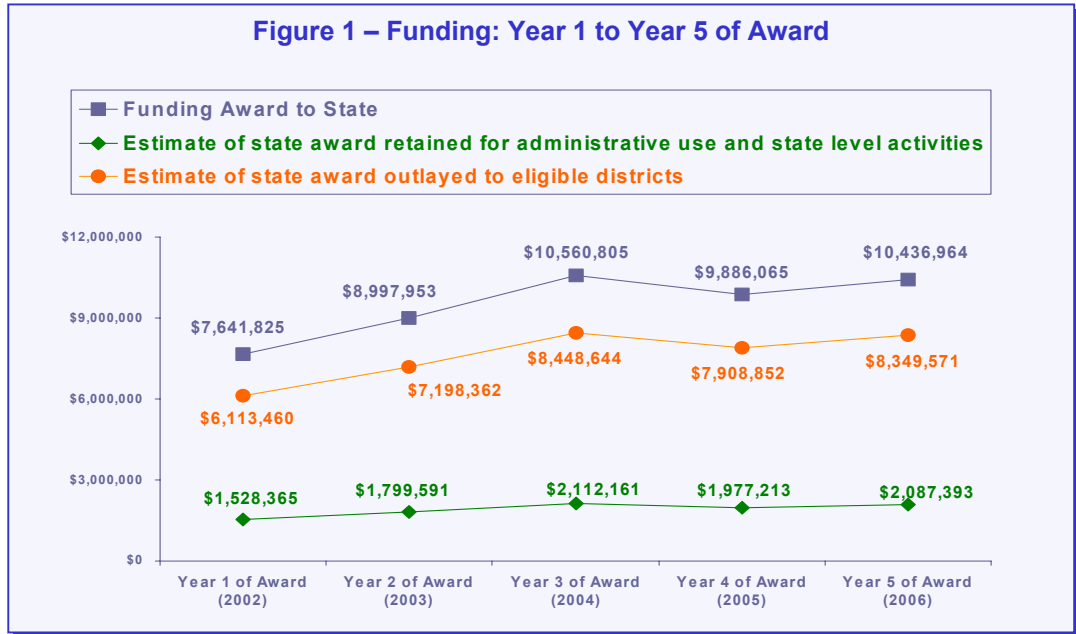 Figure 1 – Funding: Year 1 to Year 5 of Award
Funding Award to State
Estimate of state award retained for administrative use and state level activities
Estimate of state award outlayed to eligible districts
$12,000,000
$9,000,000
$6,000,000
$3,000,000
$0
$7,641,825
$8,997,953
$10,560,805
$9,886,065
$10,436,964
$6,113,460
$7,198,362
$8,448,644
$7,908,852
$8,349,571
$1,528,365
$1,799,591
$2,112,161
$1,977,213
$2,087,393
Year 1 of Award
(2002)
Year 2 of Award
(2003)
Year 3 of Award
(2004)
Year 4 of Award
(2005)
Year 5 of Award
(2006)